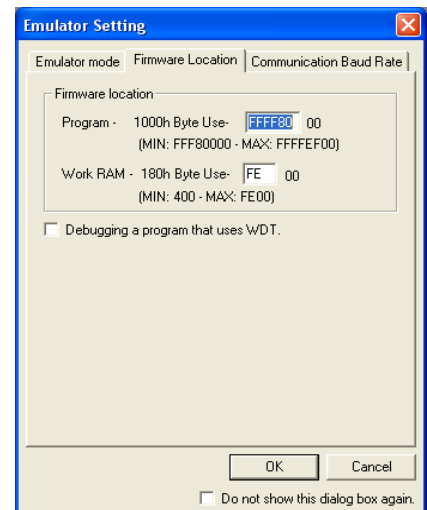 Emulator Setting
Emulator mode Firmware Location Communication Baud Rate
Firmware location
Program - 1000h Byte Use- FFFF80 00
(MIN: FFF80000 - MAX: FFFFEF00)
Work RAM - 180h Byte Use- FE 00
(MIN: 400 - MAX: FE00)
Debugging a program that uses WDT.
OK Cancel
Do not show this dialog box again.